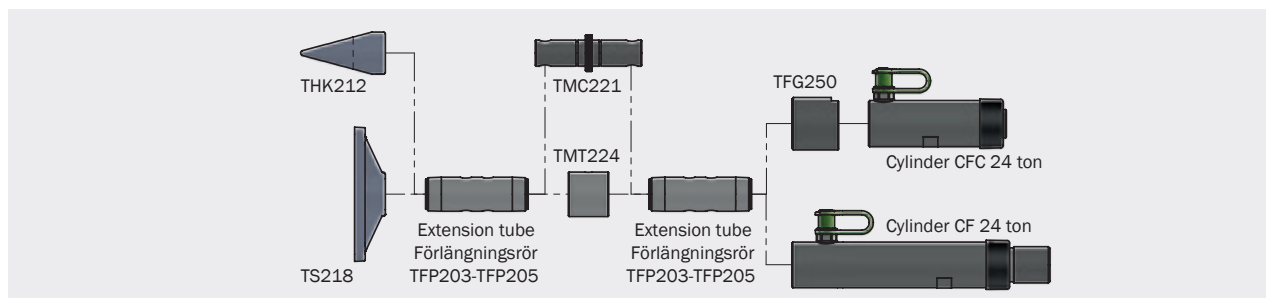 THK212
TMC221
TFG250
Cylinder CFC 24 ton
TMT224
Extension tube
Förlängningsrör
TFP203-TFP205
Extension tube
Förlängningsrör
TFP203-TFP205
Cylinder CF 24 ton
TS218